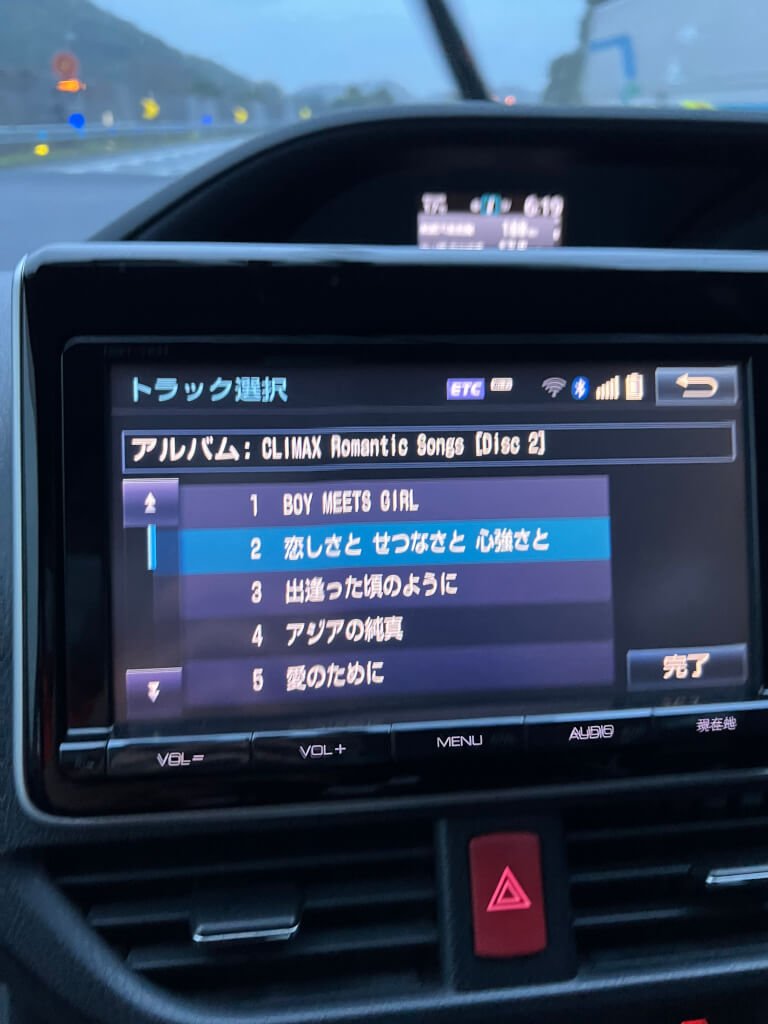 6:19
トラック選択 ETC
アルバム: CLIMAX Romantic Songs [Disc 2]
1 BOY MEETS GIRL
2 恋しさと せつなさと 心強さと
3 出逢った頃のように
4 アジアの純真
5 愛のために
完了
VOL- VOL+ MENU AUDIO 現在地